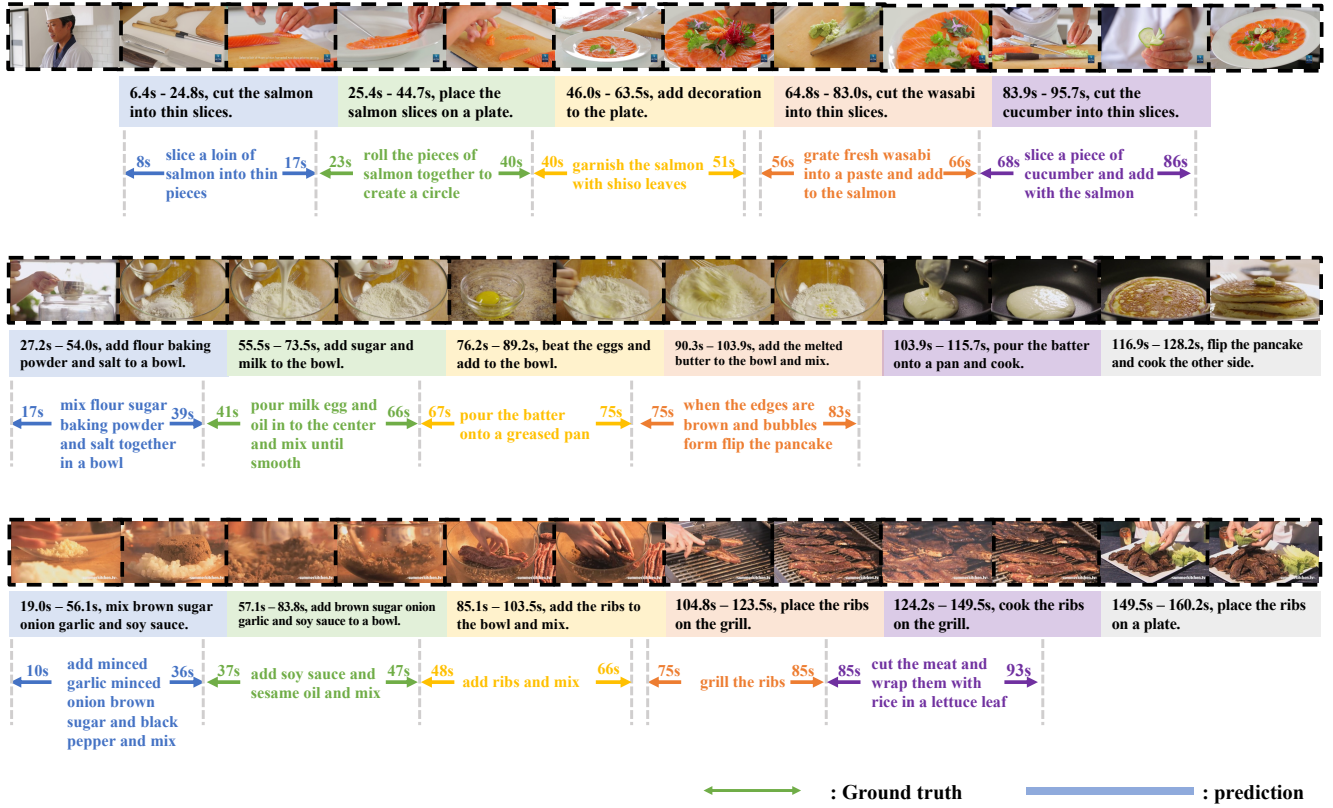 6.4s - 24.8s, cut the salmon
into thin slices.
25.4s - 44.7s, place the
salmon slices on a plate.
46.0s - 63.5s, add decoration
to the plate.
64.8s - 83.0s, cut the wasabi
into thin slices.
83.9s - 95.7s, cut the
cucumber into thin slices.
8s
slice a loin of
salmon into thin
pieces
17s
23s
roll the pieces of
salmon together to
create a circle
40s
40s
garnish the salmon
with shiso leaves
51s
56s
grate fresh wasabi
into a paste and add
to the salmon
66s
68s
slice a piece of
cucumber and add
with the salmon
86s
27.2s – 54.0s, add flour baking
powder and salt to a bowl.
55.5s – 73.5s, add sugar and
milk to the bowl.
76.2s – 89.2s, beat the eggs and
add to the bowl.
90.3s – 103.9s, add the melted
butter to the bowl and mix.
103.9s – 115.7s, pour the batter
onto a pan and cook.
116.9s – 128.2s, flip the pancake
and cook the other side.
17s
mix flour sugar
baking powder
and salt together
in a bowl
39s
41s
pour milk egg and
oil in to the center
and mix until
smooth
66s
67s
pour the batter
onto a greased pan
75s
75s
when the edges are
brown and bubbles
form flip the pancake
83s
19.0s – 56.1s, mix brown sugar
onion garlic and soy sauce.
57.1s – 83.8s, add brown sugar onion
garlic and soy sauce to a bowl.
85.1s – 103.5s, add the ribs to
the bowl and mix.
104.8s – 123.5s, place the ribs
on the grill.
124.2s – 149.5s, cook the ribs
on the grill.
149.5s – 160.2s, place the ribs
on a plate.
10s
add minced
garlic minced
onion brown
sugar and black
pepper and mix
36s
37s
add soy sauce and
sesame oil and mix
47s
48s
add ribs and mix
66s
75s
grill the ribs
85s
85s
cut the meat and
wrap them with
rice in a lettuce leaf
93s
: Ground truth
: prediction